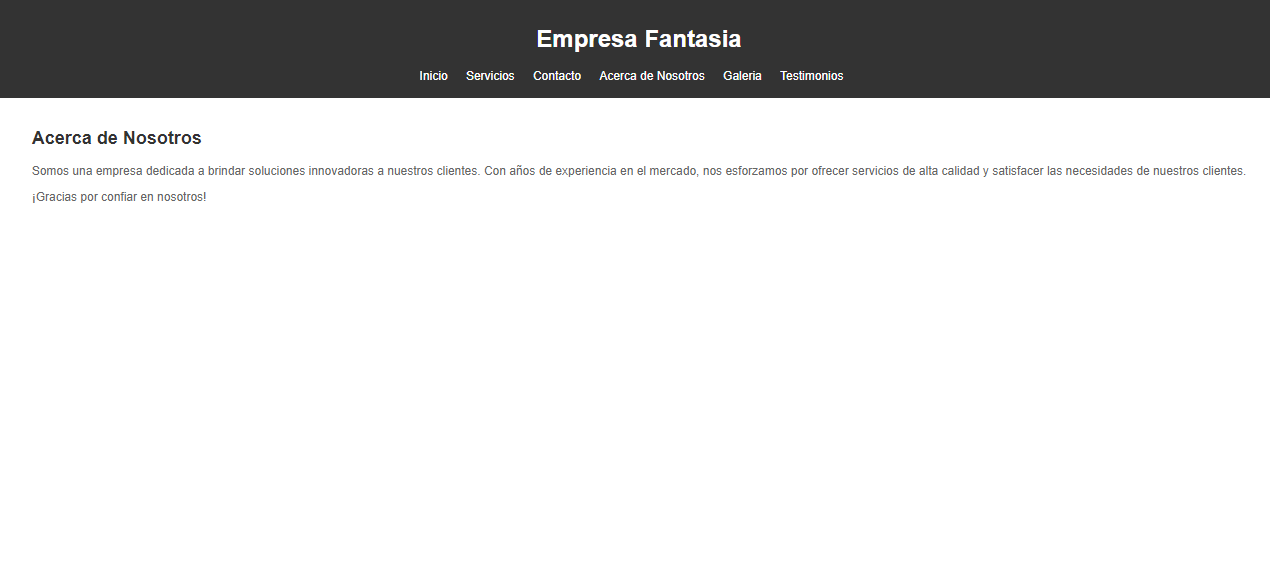 Empresa Fantasia
Inicio Servicios Contacto Acerca de Nosotros Galeria Testimonios
Acerca de Nosotros
Somos una empresa dedicada a brindar soluciones innovadoras a nuestros clientes. Con años de experiencia en el mercado, nos esforzamos por ofrecer servicios de alta calidad y satisfacer las necesidades de nuestros clientes.
¡Gracias por confiar en nosotros!